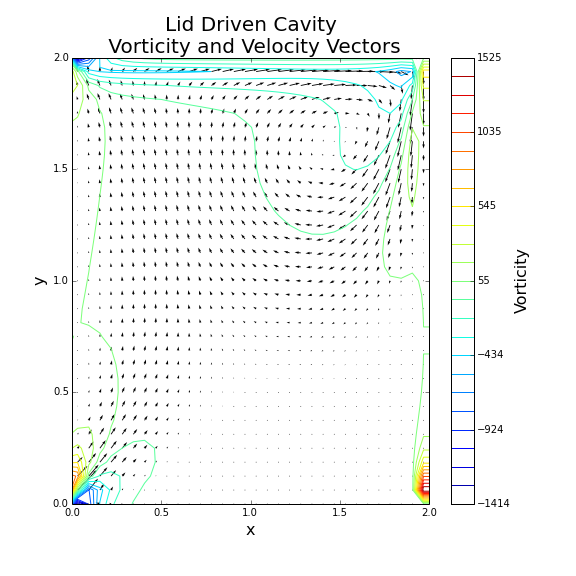 Lid Driven Cavity
Vorticity and Velocity Vectors
2.0
1.5
1.0
0.5
0.0
y
0.0 0.5 1.0 1.5 2.0
x
1525
1035
545
55
−434
−924
−1414
Vorticity